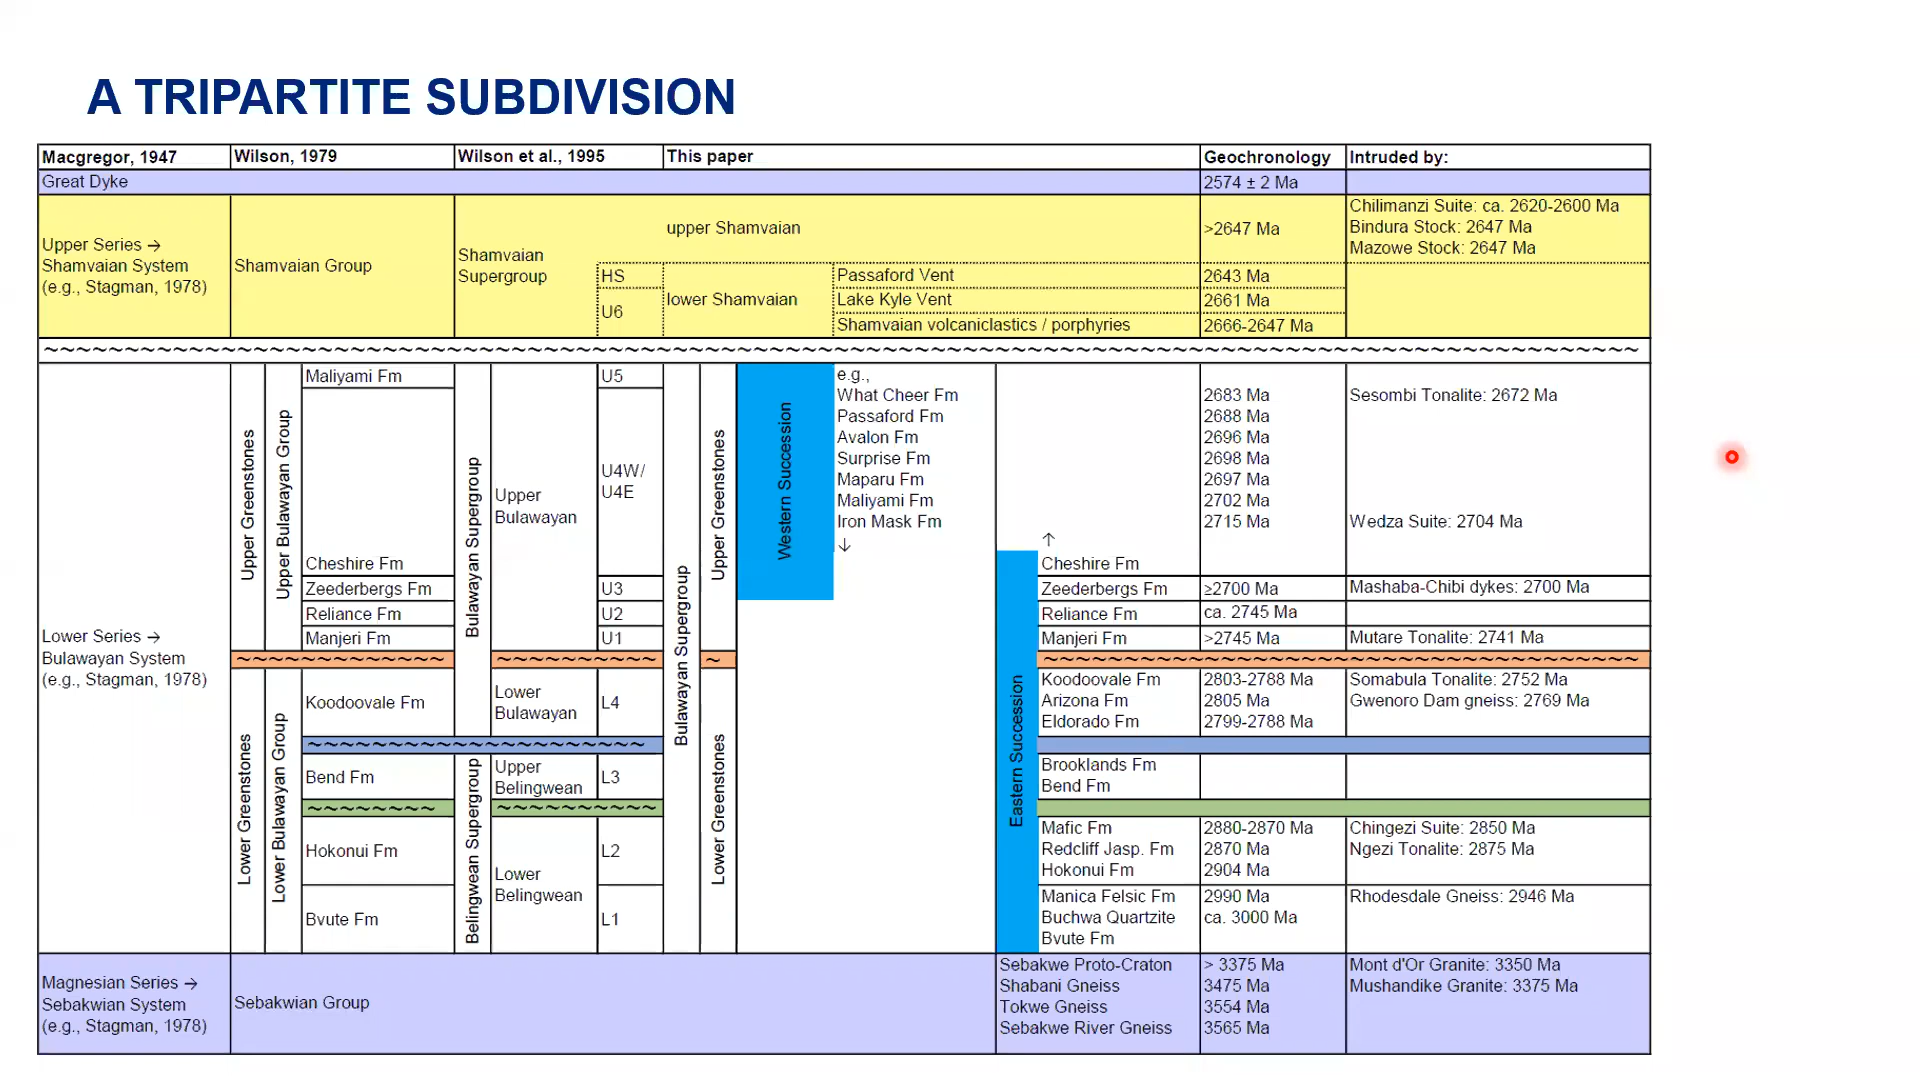 A TRIPARTITE SUBDIVISION
Macgregor, 1947
Wilson, 1979
Wilson et al., 1995
This paper
Geochronology
Intruded by:
Great Dyke
2574 ± 2 Ma
Upper Series →
Shamvaian System
(e.g., Stagman, 1978)
Shamvaian Group
Shamvaian
Supergroup
HS
U6
upper Shamvaian
lower Shamvaian
Passaford Vent
Lake Kyle Vent
Shamvaian volcaniclastics / porphyries
>2647 Ma
2643 Ma
2661 Ma
2666-2647 Ma
Chilimanzi Suite: ca. 2620-2600 Ma
Bindura Stock: 2647 Ma
Mazowe Stock: 2647 Ma
Lower Series →
Bulawayan System
(e.g., Stagman, 1978)
Upper Greenstones
Lower Greenstones
Upper Bulawayan Group
Lower Bulawayan Group
Maliyami Fm
Cheshire Fm
Zeederbergs Fm
Reliance Fm
Manjeri Fm
Koodoovale Fm
Bend Fm
Hokonui Fm
Bvute Fm
Bulawayan Supergroup
Belingwean Supergroup
Upper
Bulawayan
Lower
Bulawayan
Upper
Belingwean
Lower
Belingwean
U5
U4W/
U4E
U3
U2
U1
L4
L3
L2
L1
Bulawayan Supergroup
Upper Greenstones
Lower Greenstones
Western Succession
e.g.,
What Cheer Fm
Passaford Fm
Avalon Fm
Surprise Fm
Maparu Fm
Maliyami Fm
Iron Mask Fm
↓
Eastern Succession
↑
Cheshire Fm
Zeederbergs Fm
Reliance Fm
Manjeri Fm
Koodoovale Fm
Arizona Fm
Eldorado Fm
Brooklands Fm
Bend Fm
Mafic Fm
Redcliff Jasp. Fm
Hokonui Fm
Manica Felsic Fm
Buchwa Quartzite
Bvute Fm
2683 Ma
2688 Ma
2696 Ma
2698 Ma
2697 Ma
2702 Ma
2715 Ma
≥2700 Ma
ca. 2745 Ma
>2745 Ma
2803-2788 Ma
2805 Ma
2799-2788 Ma
2880-2870 Ma
2870 Ma
2904 Ma
2990 Ma
ca. 3000 Ma
Sesombi Tonalite: 2672 Ma
Wedza Suite: 2704 Ma
Mashaba-Chibi dykes: 2700 Ma
Mutare Tonalite: 2741 Ma
Somabula Tonalite: 2752 Ma
Gwenoro Dam gneiss: 2769 Ma
Chingezi Suite: 2850 Ma
Ngezi Tonalite: 2875 Ma
Rhodesdale Gneiss: 2946 Ma
Magnesian Series →
Sebakwian System
(e.g., Stagman, 1978)
Sebakwian Group
Sebakwe Proto-Craton
Shabani Gneiss
Tokwe Gneiss
Sebakwe River Gneiss
> 3375 Ma
3475 Ma
3554 Ma
3565 Ma
Mont d'Or Granite: 3350 Ma
Mushandike Granite: 3375 Ma